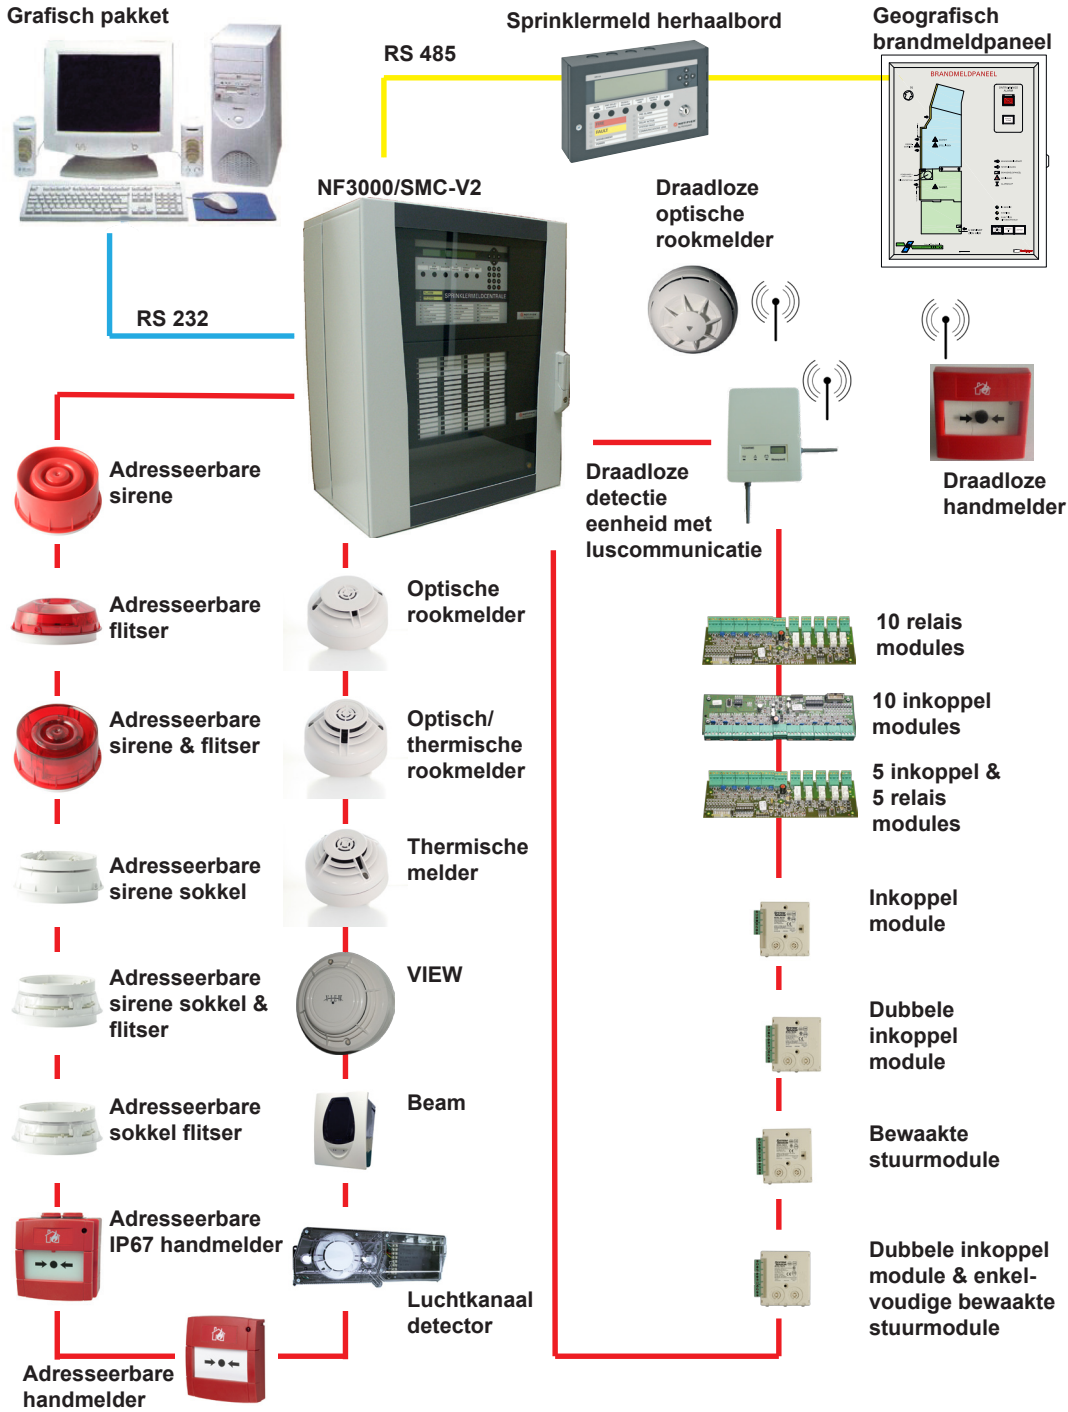 Grafisch pakket
Sprinklermeld herhaalbord
Geografisch
brandmeldpaneel
RS 485
BRANDMELDPANEEL
NF3000/SMC-V2
Draadloze
optische
rookmelder
SPRINKLERMELDCENTRALE
FAULT
RS 232
Adresseerbare
sirene
Draadloze
detectie
eenheid met
luscommunicatie
Draadloze
handmelder
Adresseerbare
flitser
Optische
rookmelder
10 relais
modules
Adresseerbare
sirene & flitser
Optisch/
thermische
rookmelder
10 inkoppel
modules
5 inkoppel &
5 relais
modules
Adresseerbare
sirene sokkel
Thermische
melder
Inkoppel
module
Adresseerbare
sirene sokkel &
flitser
VIEW
VIEW
Dubbele
inkoppel
module
Adresseerbare
sokkel flitser
Beam
Bewaakte
stuurmodule
Adresseerbare
IP67 handmelder
Luchtkanaal
detector
Dubbele inkoppel
module & enkel-
voudige bewaakte
stuurmodule
Adresseerbare
handmelder